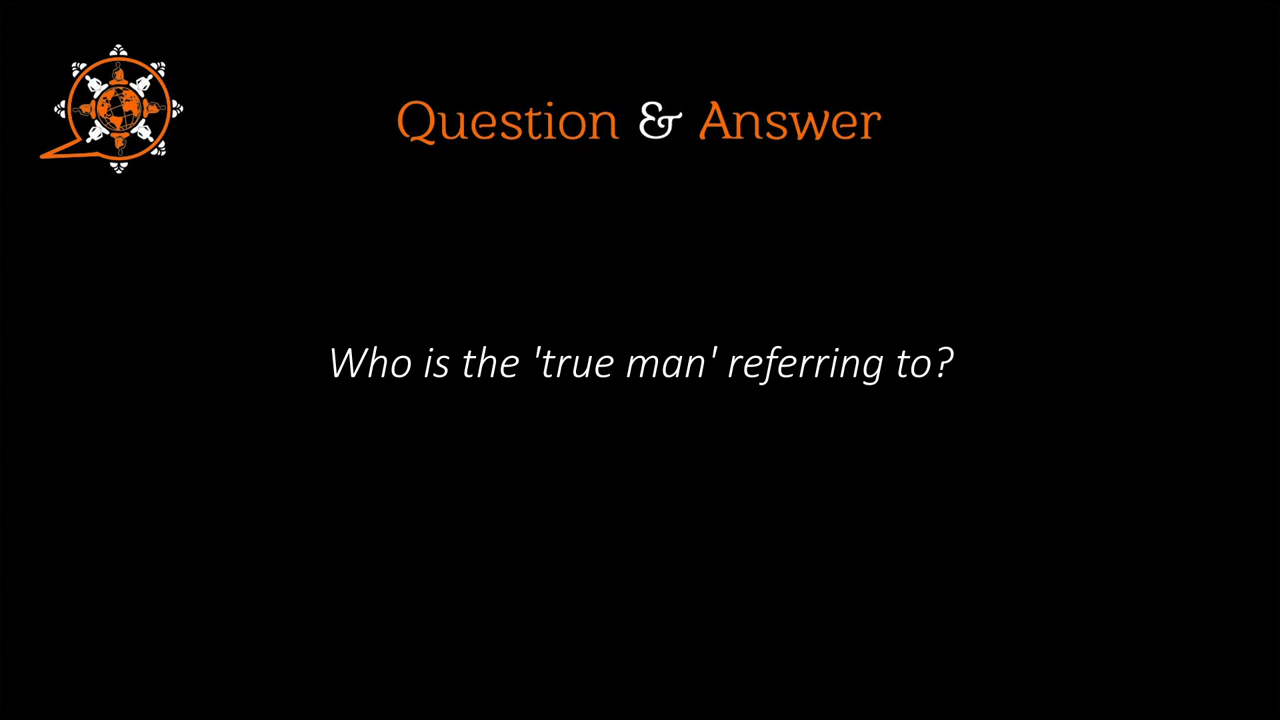 Question & Answer
Who is the 'true man' referring to?